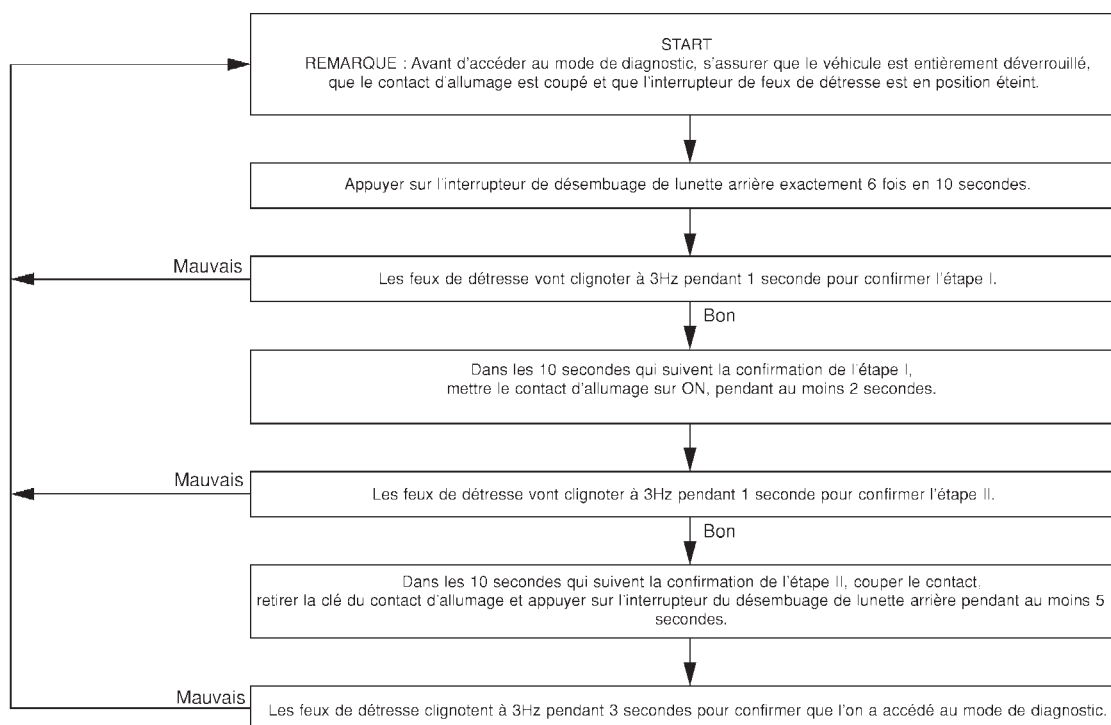 START
REMARQUE : Avant d'accéder au mode de diagnostic, s'assurer que le véhicule est entièrement déverrouillé,
que le contact d'allumage est coupé et que l'interrupteur de feux de détresse est en position éteint.
Appuyer sur l'interrupteur de désembuage de lunette arrière exactement 6 fois en 10 secondes.
Mauvais
Les feux de détresse vont clignoter à 3Hz pendant 1 seconde pour confirmer l'étape I.
Bon
Dans les 10 secondes qui suivent la confirmation de l'étape I,
mettre le contact d'allumage sur ON, pendant au moins 2 secondes.
Mauvais
Les feux de détresse vont clignoter à 3Hz pendant 1 seconde pour confirmer l'étape II.
Bon
Dans les 10 secondes qui suivent la confirmation de l'étape II, couper le contact,
retirer la clé du contact d'allumage et appuyer sur l'interrupteur du désembuage de lunette arrière pendant au moins 5
secondes.
Mauvais
Les feux de détresse clignotent à 3Hz pendant 3 secondes pour confirmer que l'on a accédé au mode de diagnostic.